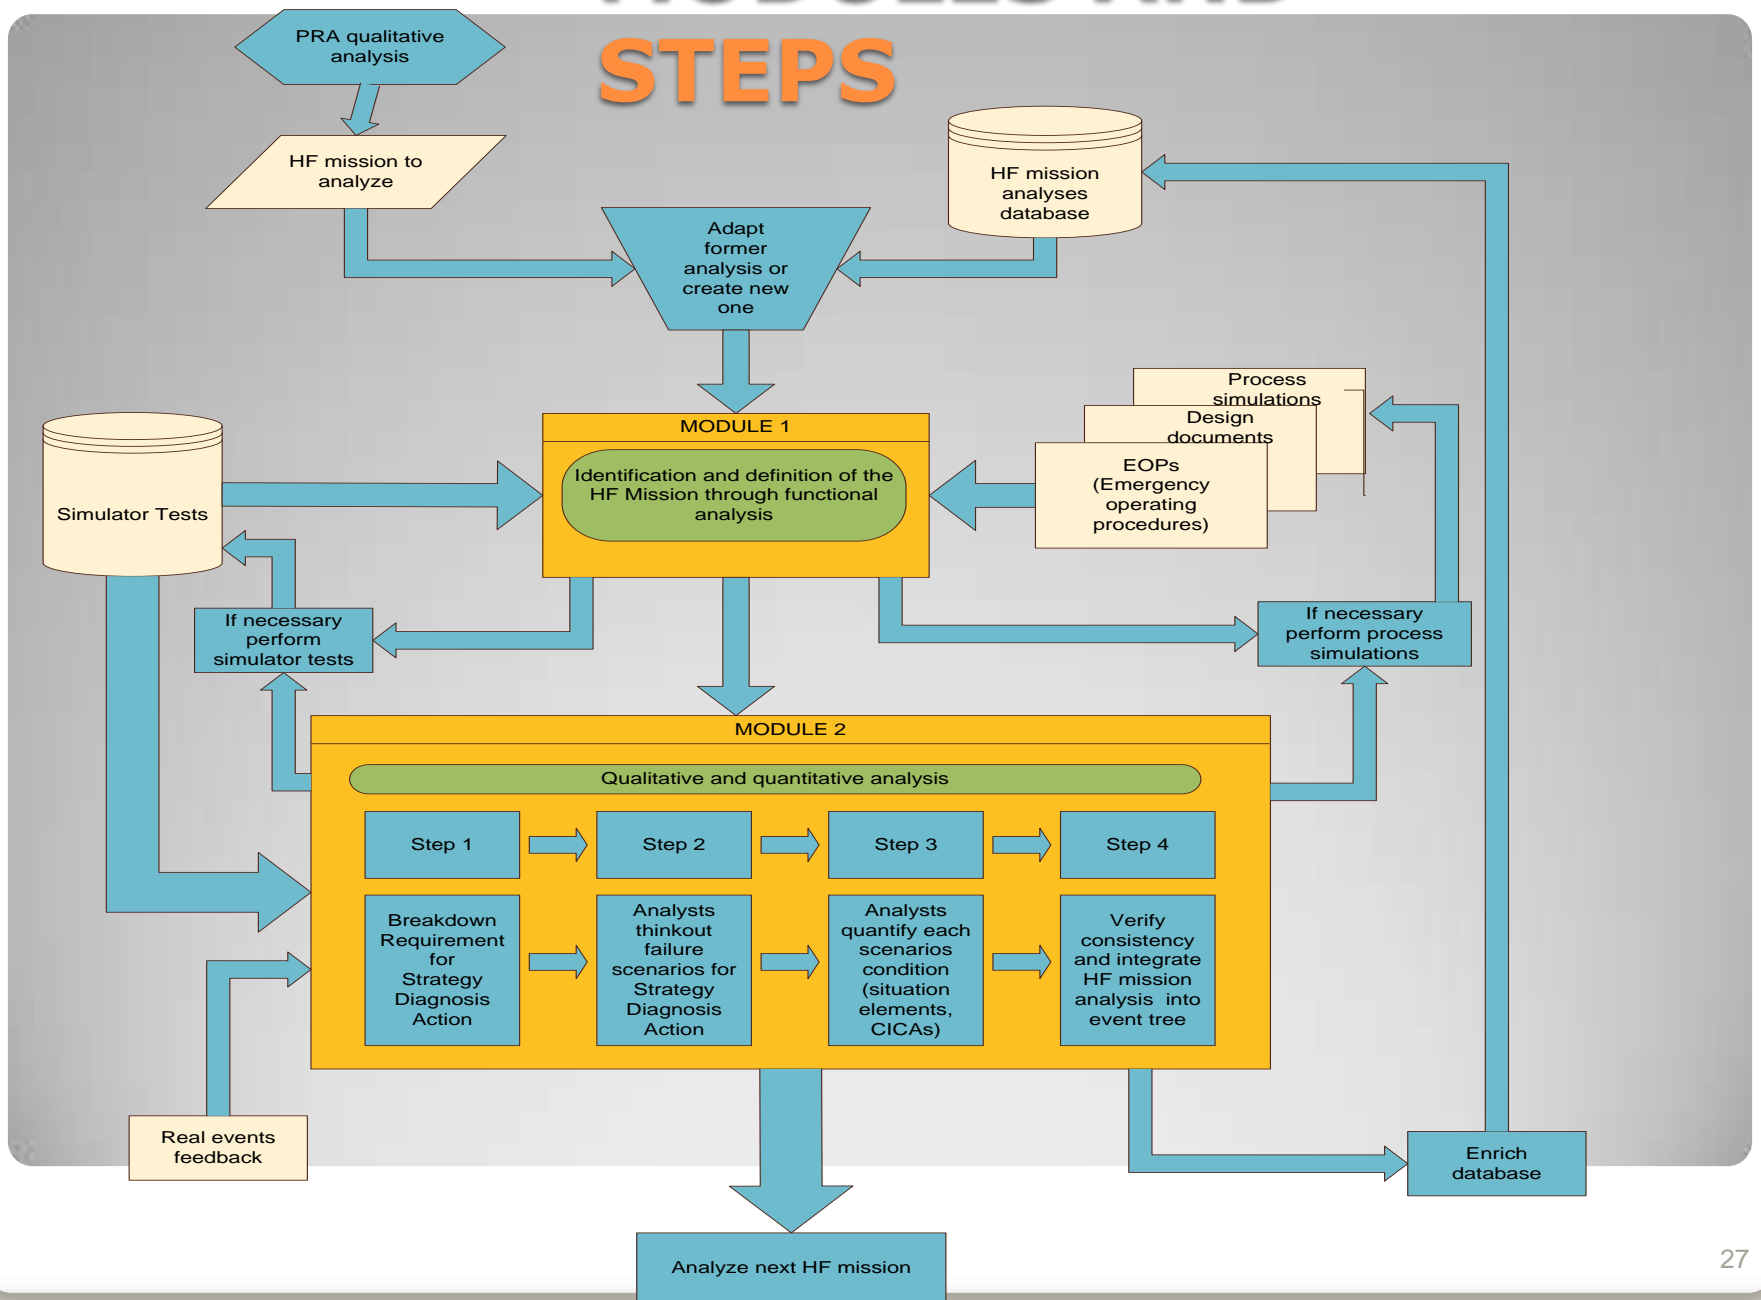 MODULES AND
STEPS
PRA qualitative
analysis
HF mission to
analyze
HF mission
analyses
database
Adapt
former
analysis or
create new
one
Process
simulations
Design
documents
EOPs
(Emergency
operating
procedures)
MODULE 1
Identification and definition of the
HF Mission through functional
analysis
Simulator Tests
If necessary
perform
simulator tests
If necessary
perform process
simulations
MODULE 2
Qualitative and quantitative analysis
Step 1
Step 2
Step 3
Step 4
Breakdown
Requirement
for
Strategy
Diagnosis
Action
Analysts
thinkout
failure
scenarios for
Strategy
Diagnosis
Action
Analysts
quantify each
scenarios
condition
(situation
elements,
CICAs)
Verify
consistency
and integrate
HF mission
analysis into
event tree
Real events
feedback
Enrich
database
Analyze next HF mission
27